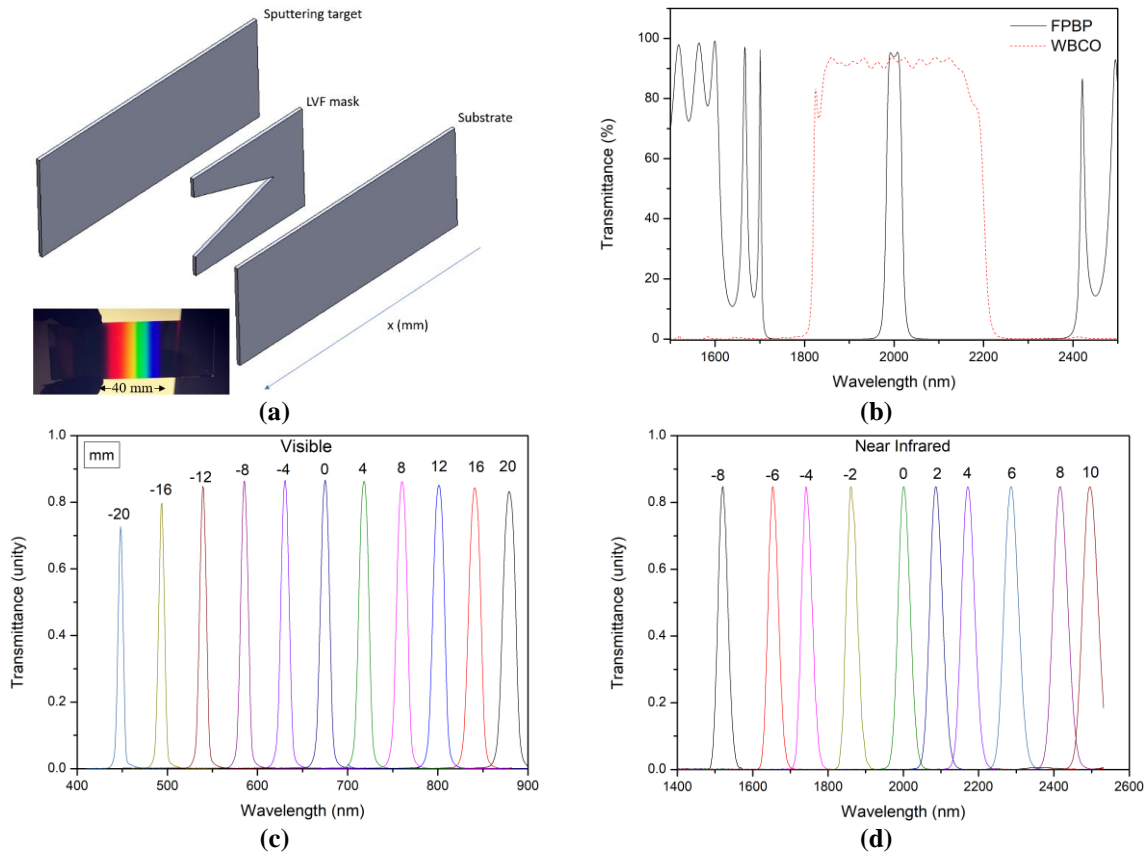 Sputtering target
LVF mask
Substrate
x (mm)
40 mm
(a)
FPBP
WBCO
100
80
60
40
20
0
Transmittance (%)
1600 1800 2000 2200 2400
Wavelength (nm)
(b)
mm
Visible
-20 -16 -12 -8 -4 0 4 8 12 16 20
1.0
0.8
0.6
0.4
0.2
0.0
Transmittance (unity)
400 500 600 700 800 900
Wavelength (nm)
(c)
Near Infrared
-8 -6 -4 -2 0 2 4 6 8 10
1.0
0.8
0.6
0.4
0.2
0.0
Transmittance (unity)
1400 1600 1800 2000 2200 2400 2600
Wavelength (nm)
(d)